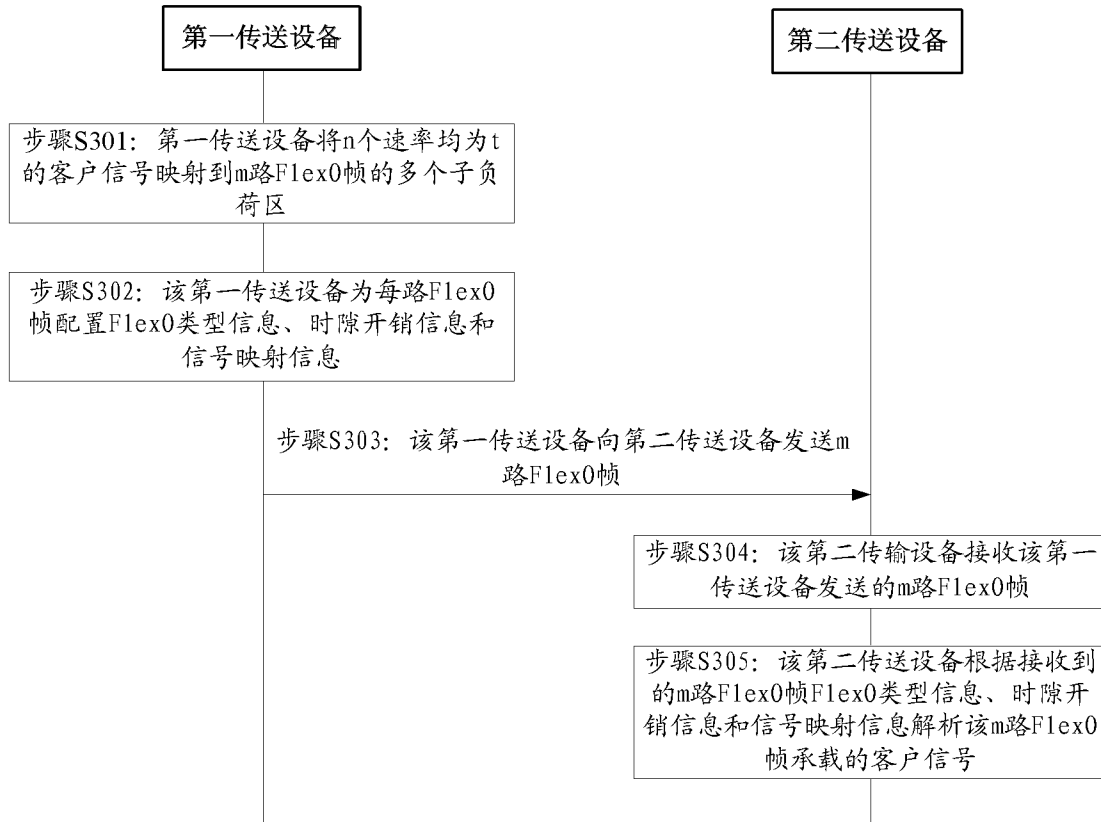 第一传送设备
第二传送设备
步骤S301：第一传送设备将n个速率均为t
的客户信号映射到m路FlexO帧的多个子负
荷区
步骤S302：该第一传送设备为每路FlexO
帧配置FlexO类型信息、时隙开销信息和
信号映射信息
步骤S303：该第一传送设备向第二传送设备发送m
路FlexO帧
步骤S304：该第二传输设备接收该第一
传送设备发送的m路FlexO帧
步骤S305：该第二传送设备根据接收到
的m路FlexO帧FlexO类型信息、时隙开
销信息和信号映射信息解析该m路FlexO
帧承载的客户信号